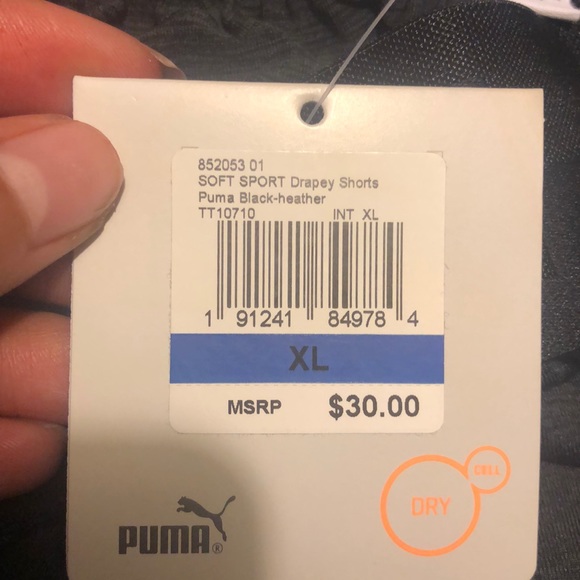 852053 01
SOFT SPORT Drapey Shorts
Puma Black-heather
TT10710 INT XL
1 91241 84978 4
XL
MSRP $30.00
CELL
DRY
PUMA®